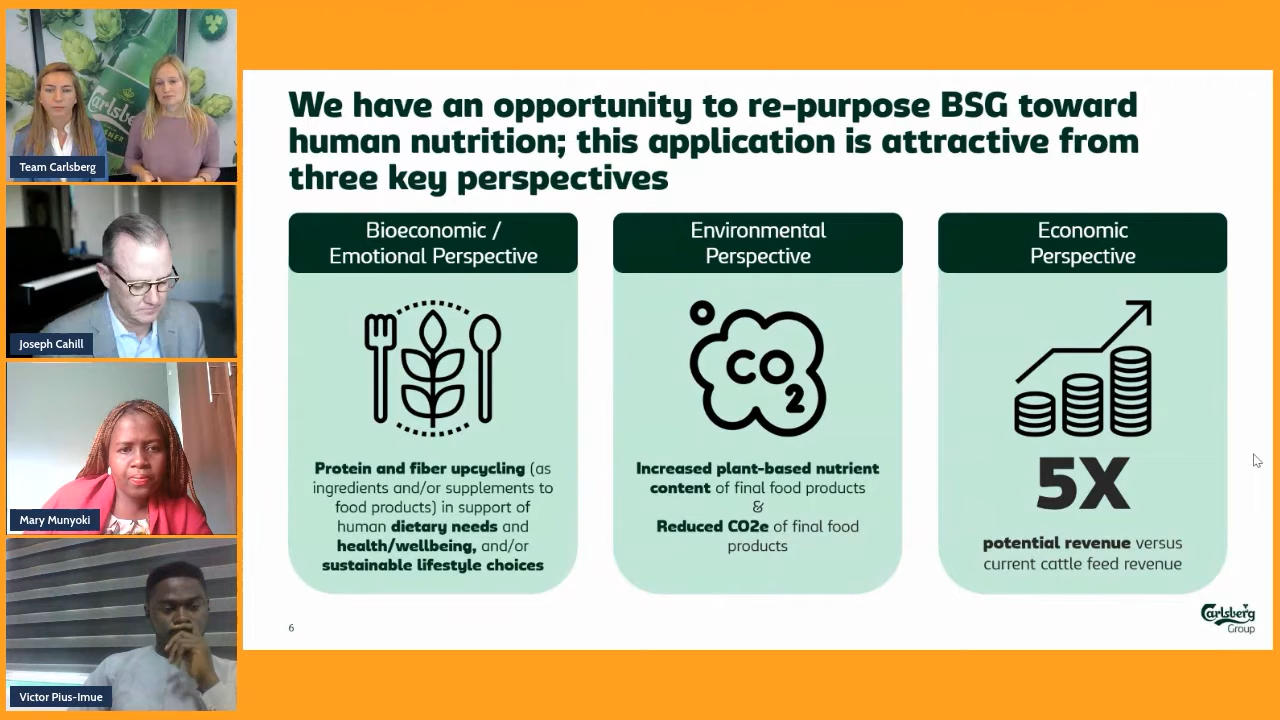 Team Carlsberg
Joseph Cahill
Mary Munyoki
Victor Pius-Imue
We have an opportunity to re-purpose BSG toward
human nutrition; this application is attractive from
three key perspectives
Bioeconomic /
Emotional Perspective
Protein and fiber upcycling (as
ingredients and/or supplements to
food products) in support of
human dietary needs and
health/wellbeing, and/or
sustainable lifestyle choices
Environmental
Perspective
CO2
Increased plant-based nutrient
content of final food products
&
Reduced CO2e of final food
products
Economic
Perspective
5X
potential revenue versus
current cattle feed revenue
6
Carlsberg
Group